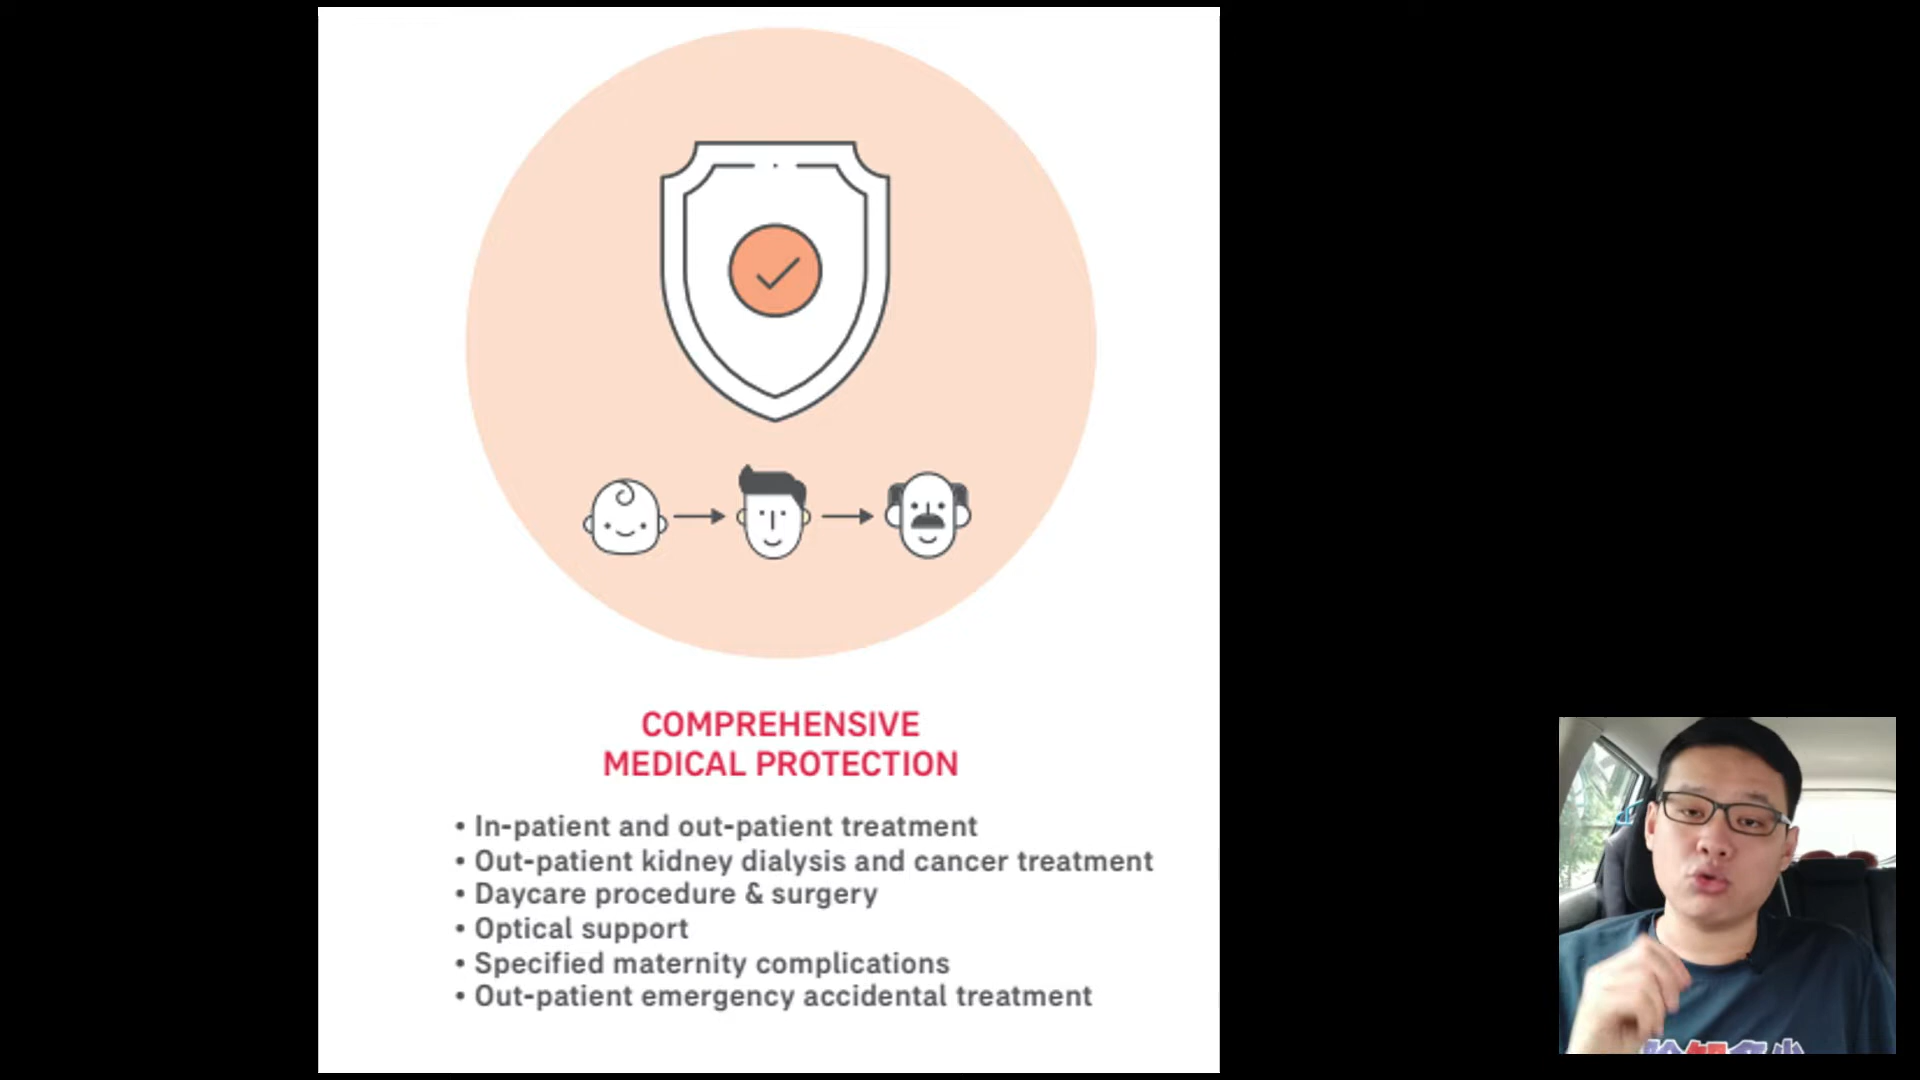 COMPREHENSIVE
MEDICAL PROTECTION
• In-patient and out-patient treatment
• Out-patient kidney dialysis and cancer treatment
• Daycare procedure & surgery
• Optical support
• Specified maternity complications
• Out-patient emergency accidental treatment